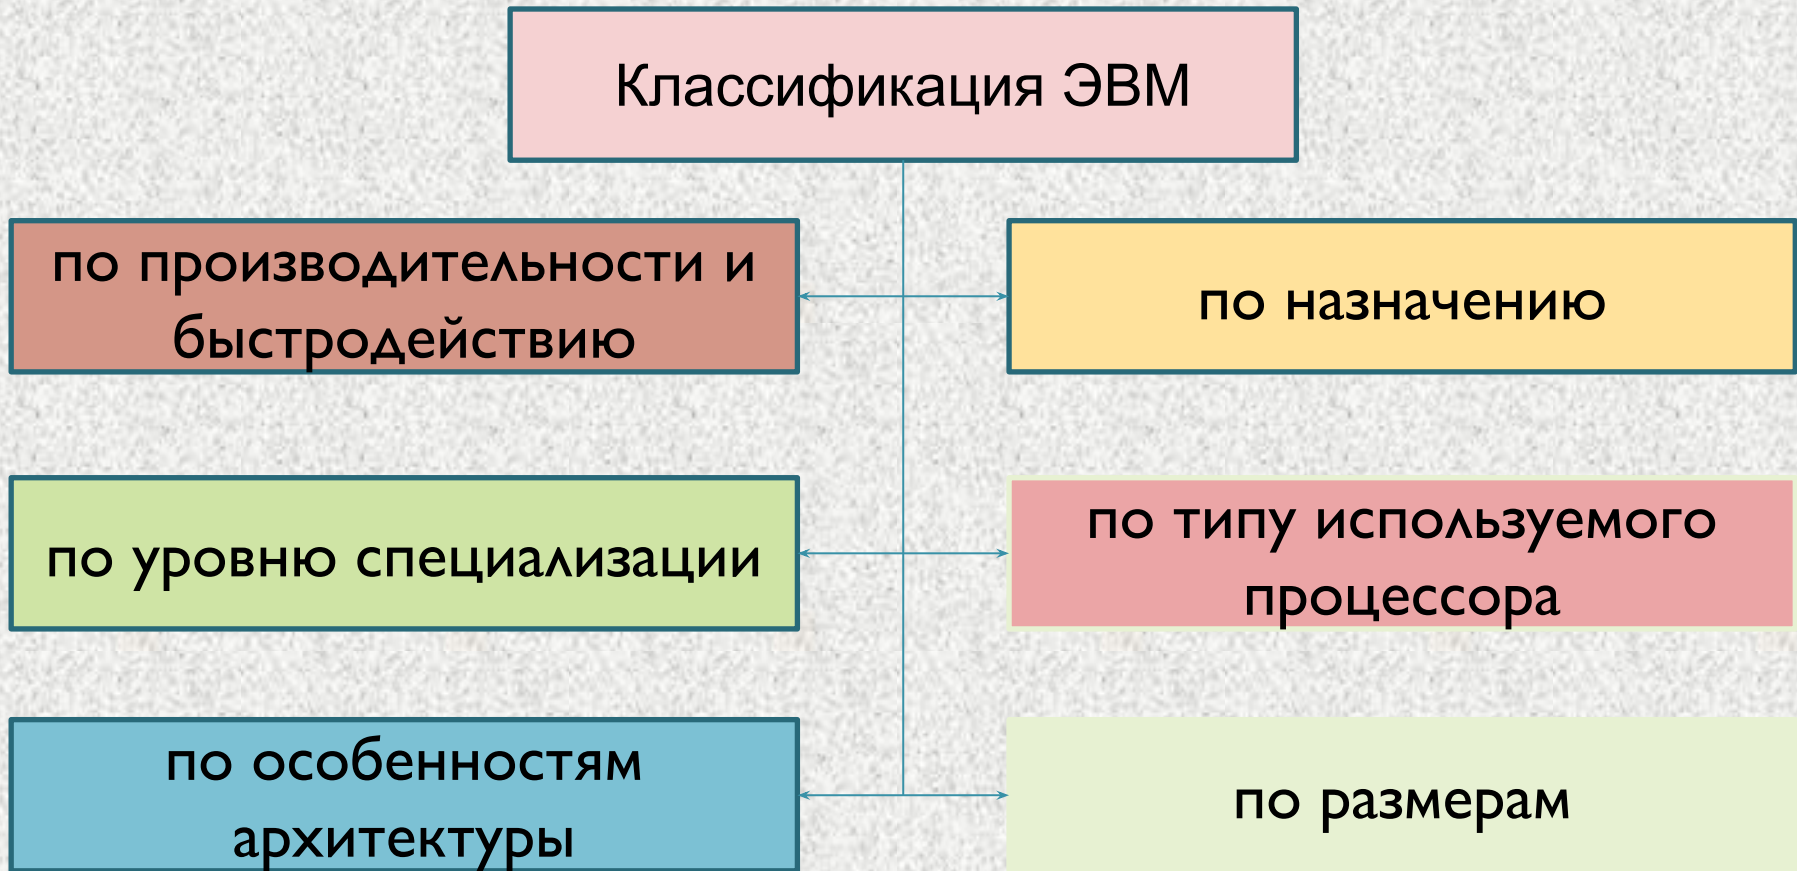 Классификация ЭВМ
по производительности и
быстродействию
по назначению
по уровню специализации
по типу используемого
процессора
по особенностям
архитектуры
по размерам